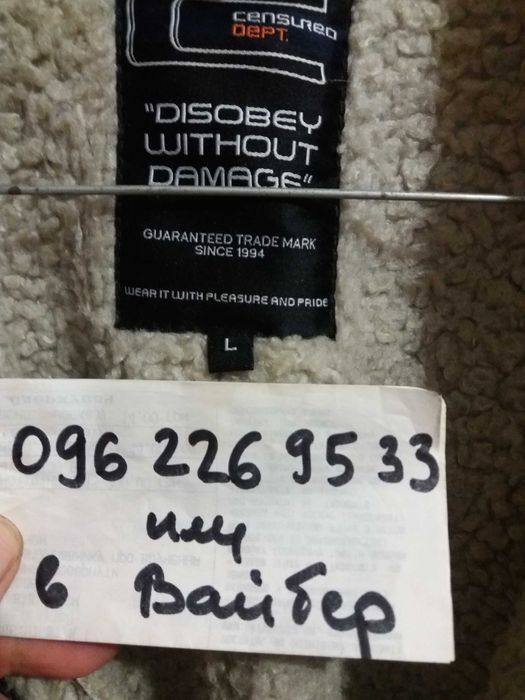 censured
DEPT.
"DISOBEY
WITHOUT
DAMAGE"
GUARANTEED TRADE MARK
SINCE 1994
WEAR IT WITH PLEASURE AND PRIDE
L
096 226 95 33
или
в Вайбер